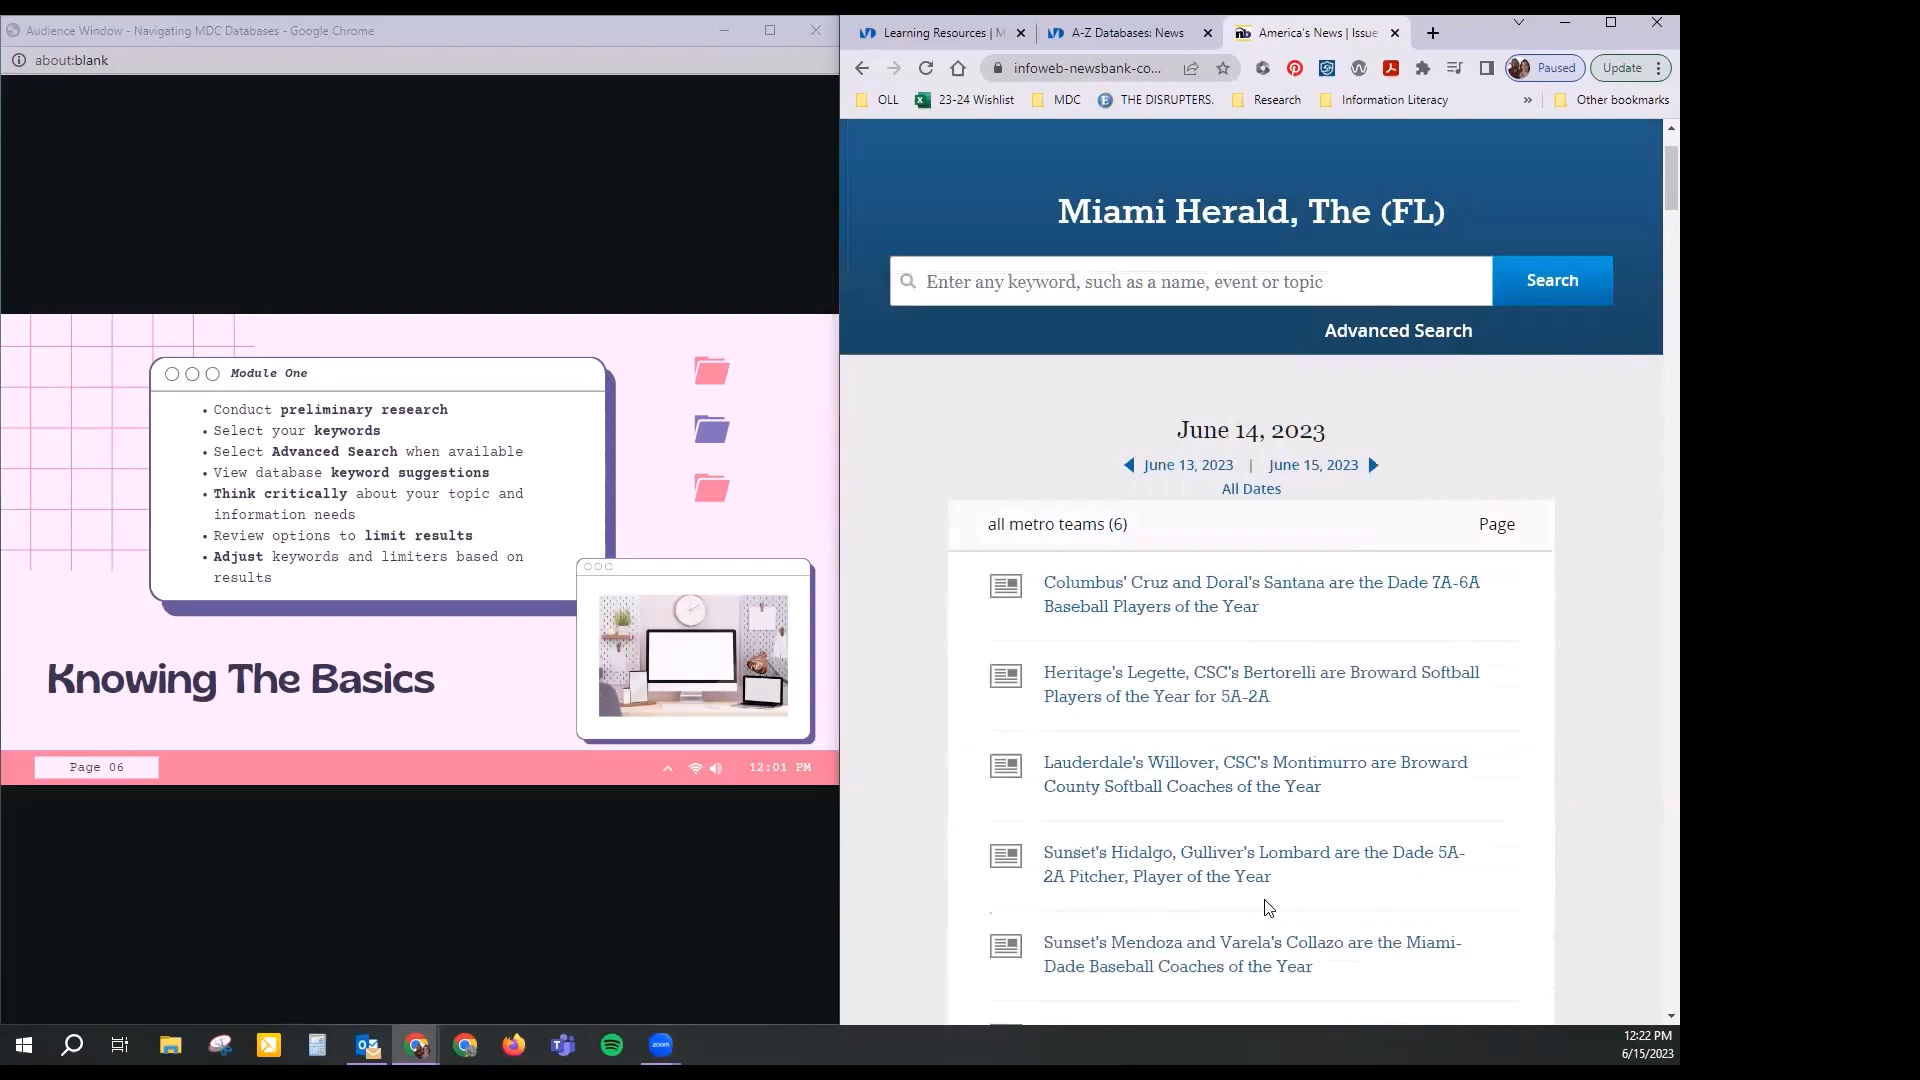 Audience Window - Navigating MDC Databases - Google Chrome
about:blank
Module One
• Conduct preliminary research
• Select your keywords
• Select Advanced Search when available
• View database keyword suggestions
• Think critically about your topic and
information needs
• Review options to limit results
• Adjust keywords and limiters based on
results
Knowing The Basics
Page 06
12:01 PM
Learning Resources | M
A-Z Databases: News
America's News | Issue
infoweb-newsbank-co...
Paused
Update
OLL
23-24 Wishlist
MDC
THE DISRUPTERS.
Research
Information Literacy
»
Other bookmarks
Miami Herald, The (FL)
Enter any keyword, such as a name, event or topic
Search
Advanced Search
June 14, 2023
June 13, 2023 | June 15, 2023
All Dates
all metro teams (6)
Page
Columbus' Cruz and Doral's Santana are the Dade 7A-6A
Baseball Players of the Year
Heritage's Legette, CSC's Bertorelli are Broward Softball
Players of the Year for 5A-2A
Lauderdale's Willover, CSC's Montimurro are Broward
County Softball Coaches of the Year
Sunset's Hidalgo, Gulliver's Lombard are the Dade 5A-
2A Pitcher, Player of the Year
Sunset's Mendoza and Varela's Collazo are the Miami-
Dade Baseball Coaches of the Year
zoom
12:22 PM
6/15/2023